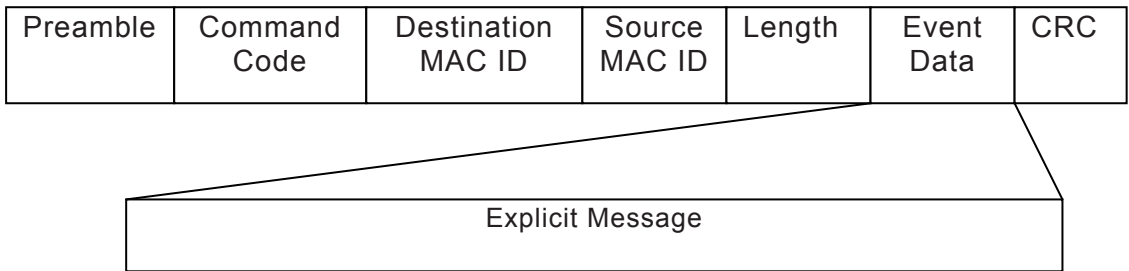 Preamble Command Destination Source Length Event CRC
Code MAC ID MAC ID Data
Explicit Message